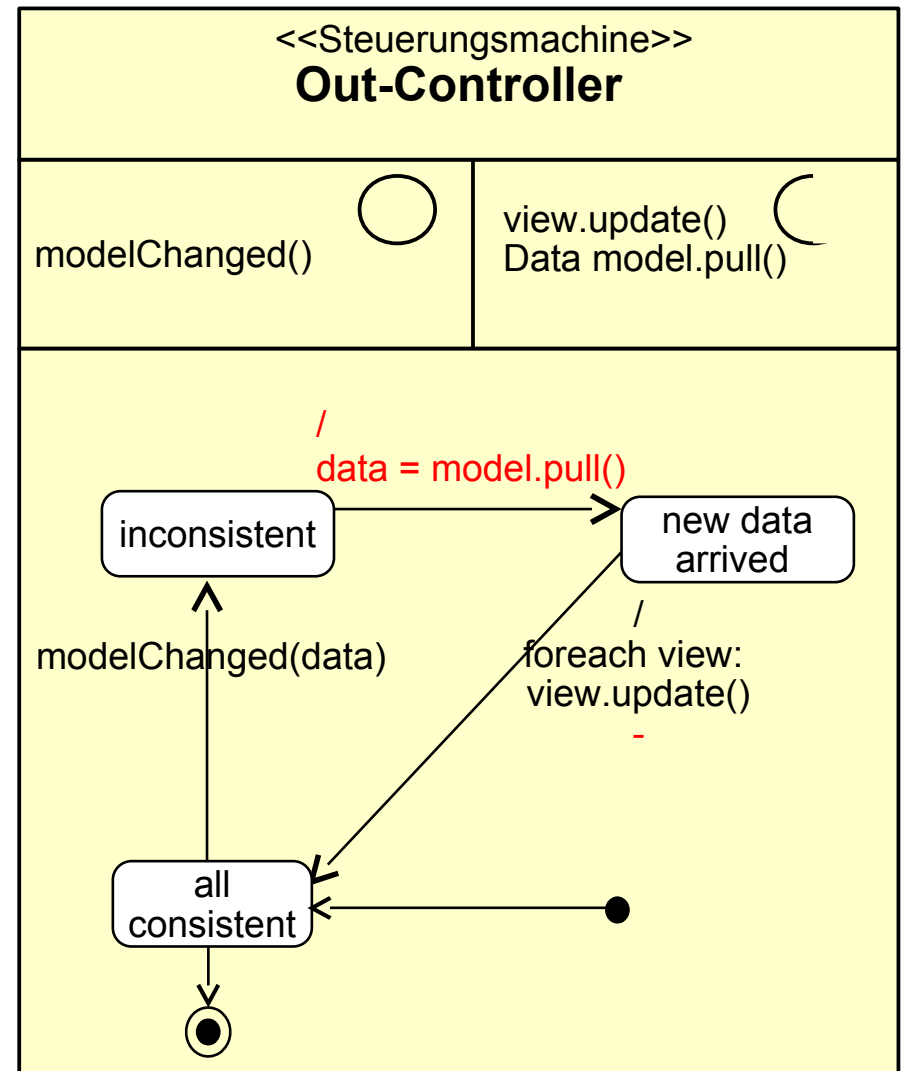 <<Steuerungsmachine>>
Out-Controller
modelChanged()
view.update()
Data model.pull()
/
data = model.pull()
inconsistent
new data
arrived
modelChanged(data)
/
foreach view:
view.update()
-
all
consistent